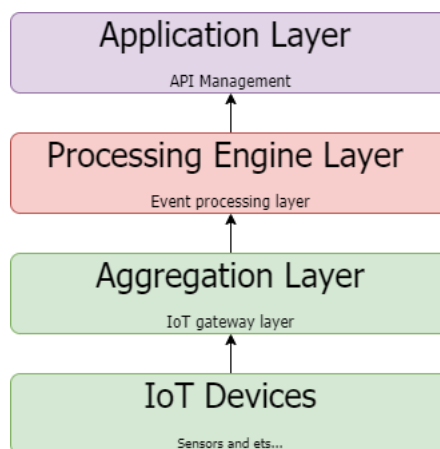 Application Layer
API Management
Processing Engine Layer
Event processing layer
Aggregation Layer
IoT gateway layer
IoT Devices
Sensors and ets...